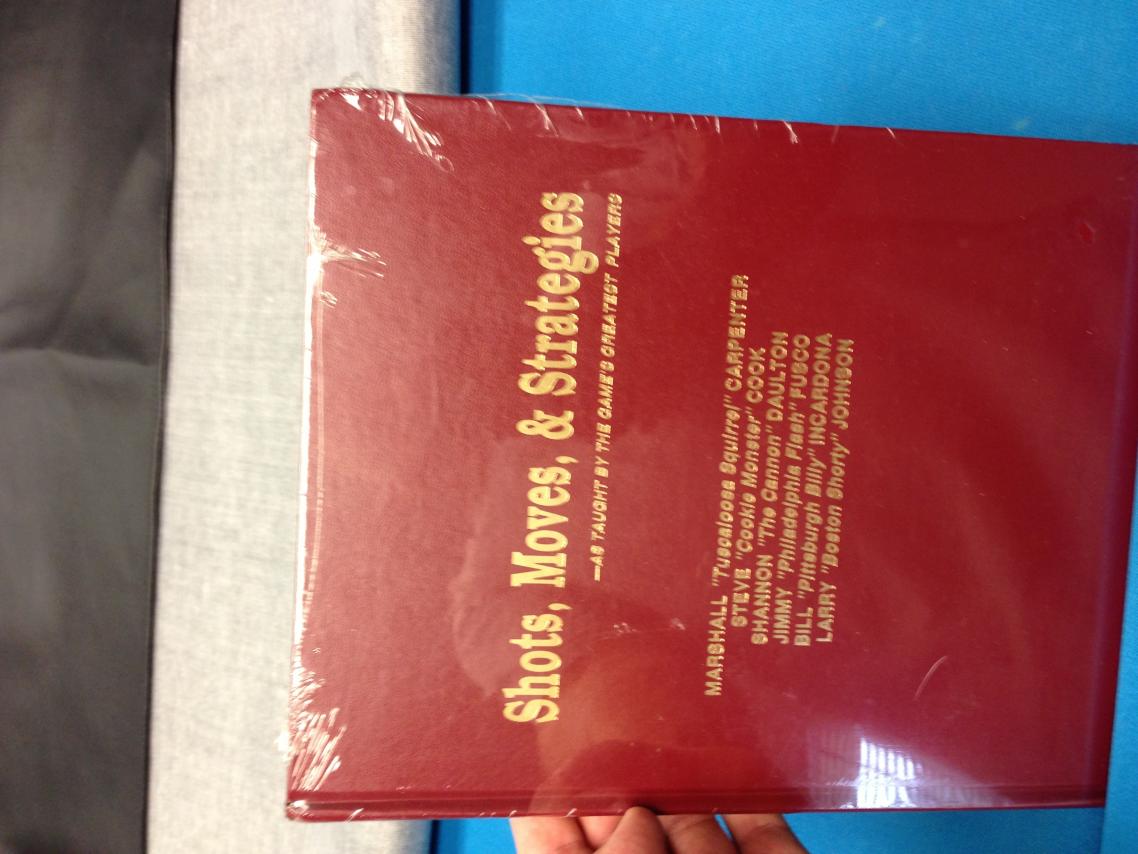 Shots, Moves, & Strategies
—AS TAUGHT BY THE GAME'S GREATEST PLAYERS
MARSHALL "Tuscaloosa Squirrel" CARPENTER
STEVE "Cookie Monster" COOK
SHANNON "The Cannon" DAULTON
JIMMY "Philadelphia Flash" FUSCO
BILL "Pittsburgh Billy" INCARDONA
LARRY "Boston Shorty" JOHNSON